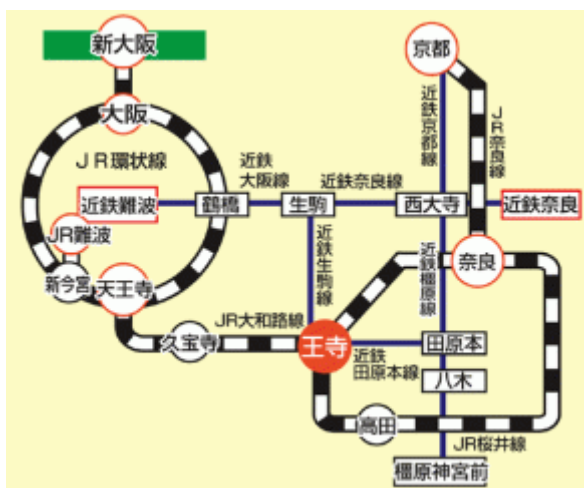 新大阪
京都
大阪
近鉄京都線
JR奈良線
JR環状線
近鉄
大阪線
近鉄奈良線
近鉄難波
鶴橋
生駒
西大寺
近鉄奈良
JR難波
近鉄生駒線
近鉄橿原線
奈良
新今宮
天王寺
JR大和路線
久宝寺
王寺
近鉄
田原本線
田原本
八木
高田
JR桜井線
橿原神宮前